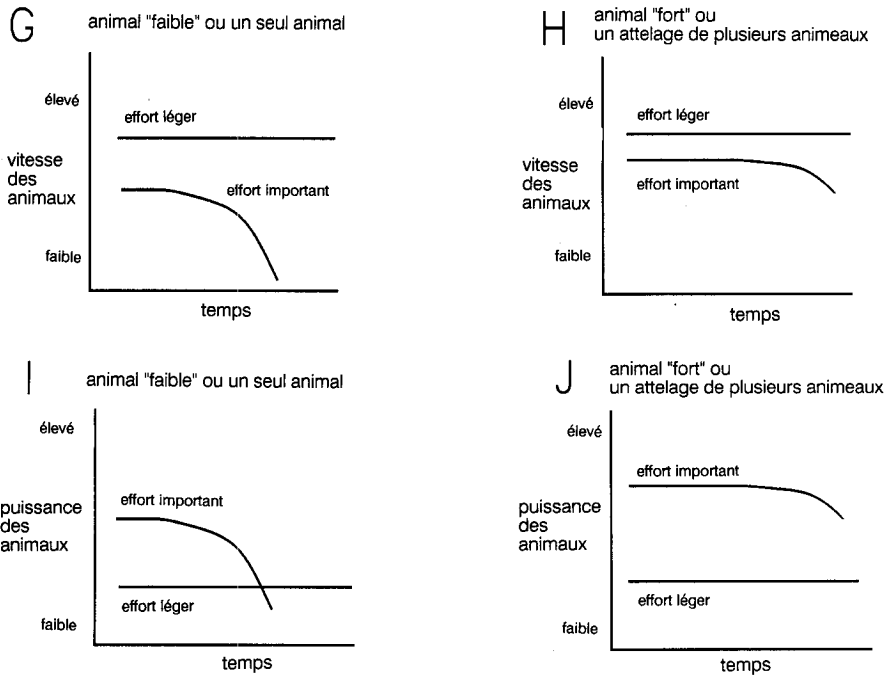 G
animal "faible" ou un seul animal
élevé
effort léger
vitesse
des
animaux
effort important
faible
temps
H
animal "fort" ou
un attelage de plusieurs animeaux
élevé
effort léger
vitesse
des
animaux
effort important
faible
temps
I
animal "faible" ou un seul animal
élevé
effort important
puissance
des
animaux
effort léger
faible
temps
J
animal "fort" ou
un attelage de plusieurs animeaux
élevé
effort important
puissance
des
animaux
effort léger
faible
temps